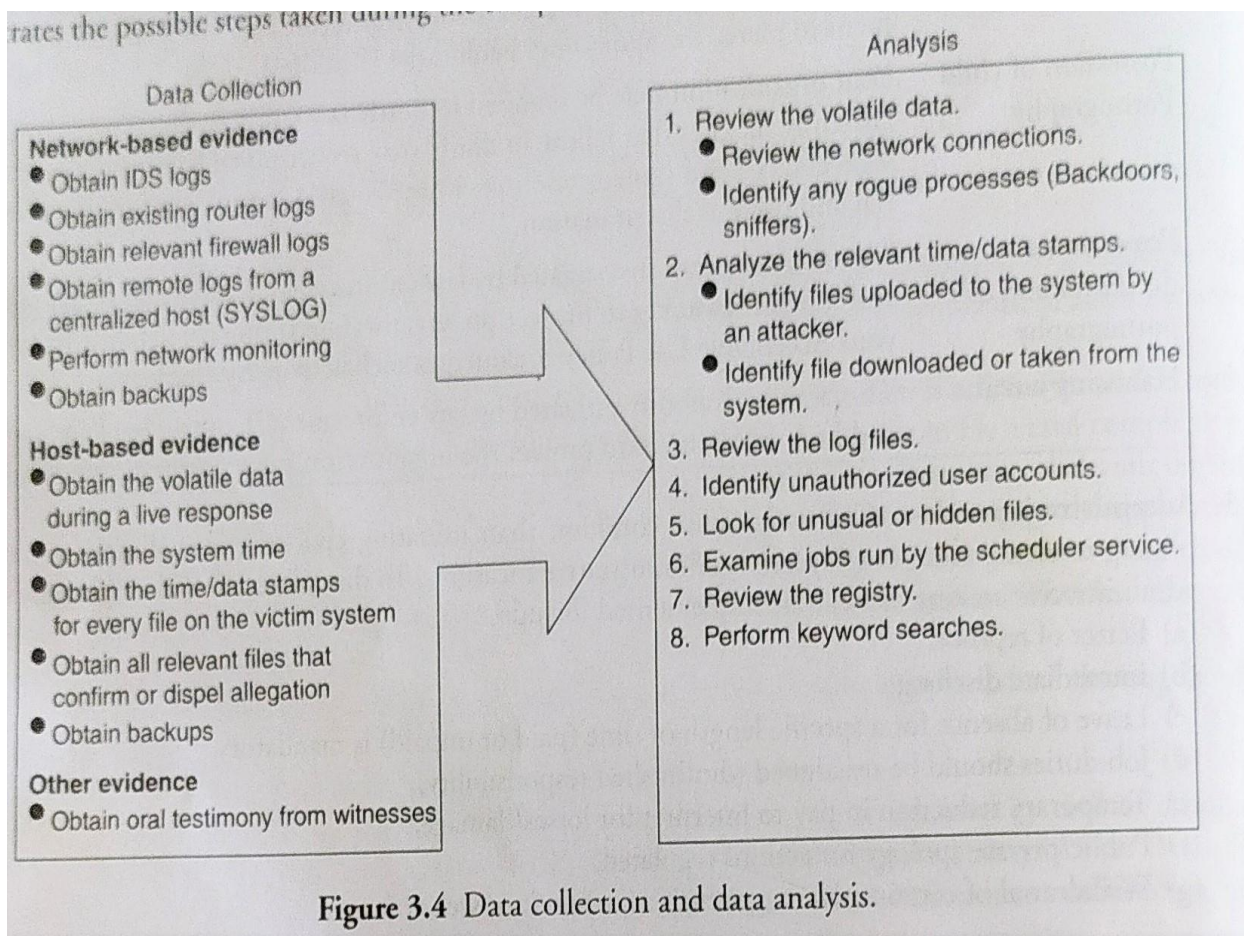 rates the possible steps taken during the
Data Collection
Network-based evidence
● Obtain IDS logs
● Obtain existing router logs
● Obtain relevant firewall logs
● Obtain remote logs from a
centralized host (SYSLOG)
● Perform network monitoring
● Obtain backups
Host-based evidence
● Obtain the volatile data
during a live response
● Obtain the system time
● Obtain the time/data stamps
for every file on the victim system
● Obtain all relevant files that
confirm or dispel allegation
● Obtain backups
Other evidence
● Obtain oral testimony from witnesses
Analysis
1. Review the volatile data.
● Review the network connections.
● Identify any rogue processes (Backdoors,
sniffers).
2. Analyze the relevant time/data stamps.
● Identify files uploaded to the system by
an attacker.
● Identify file downloaded or taken from the
system.
3. Review the log files.
4. Identify unauthorized user accounts.
5. Look for unusual or hidden files.
6. Examine jobs run by the scheduler service.
7. Review the registry.
8. Perform keyword searches.
Figure 3.4 Data collection and data analysis.